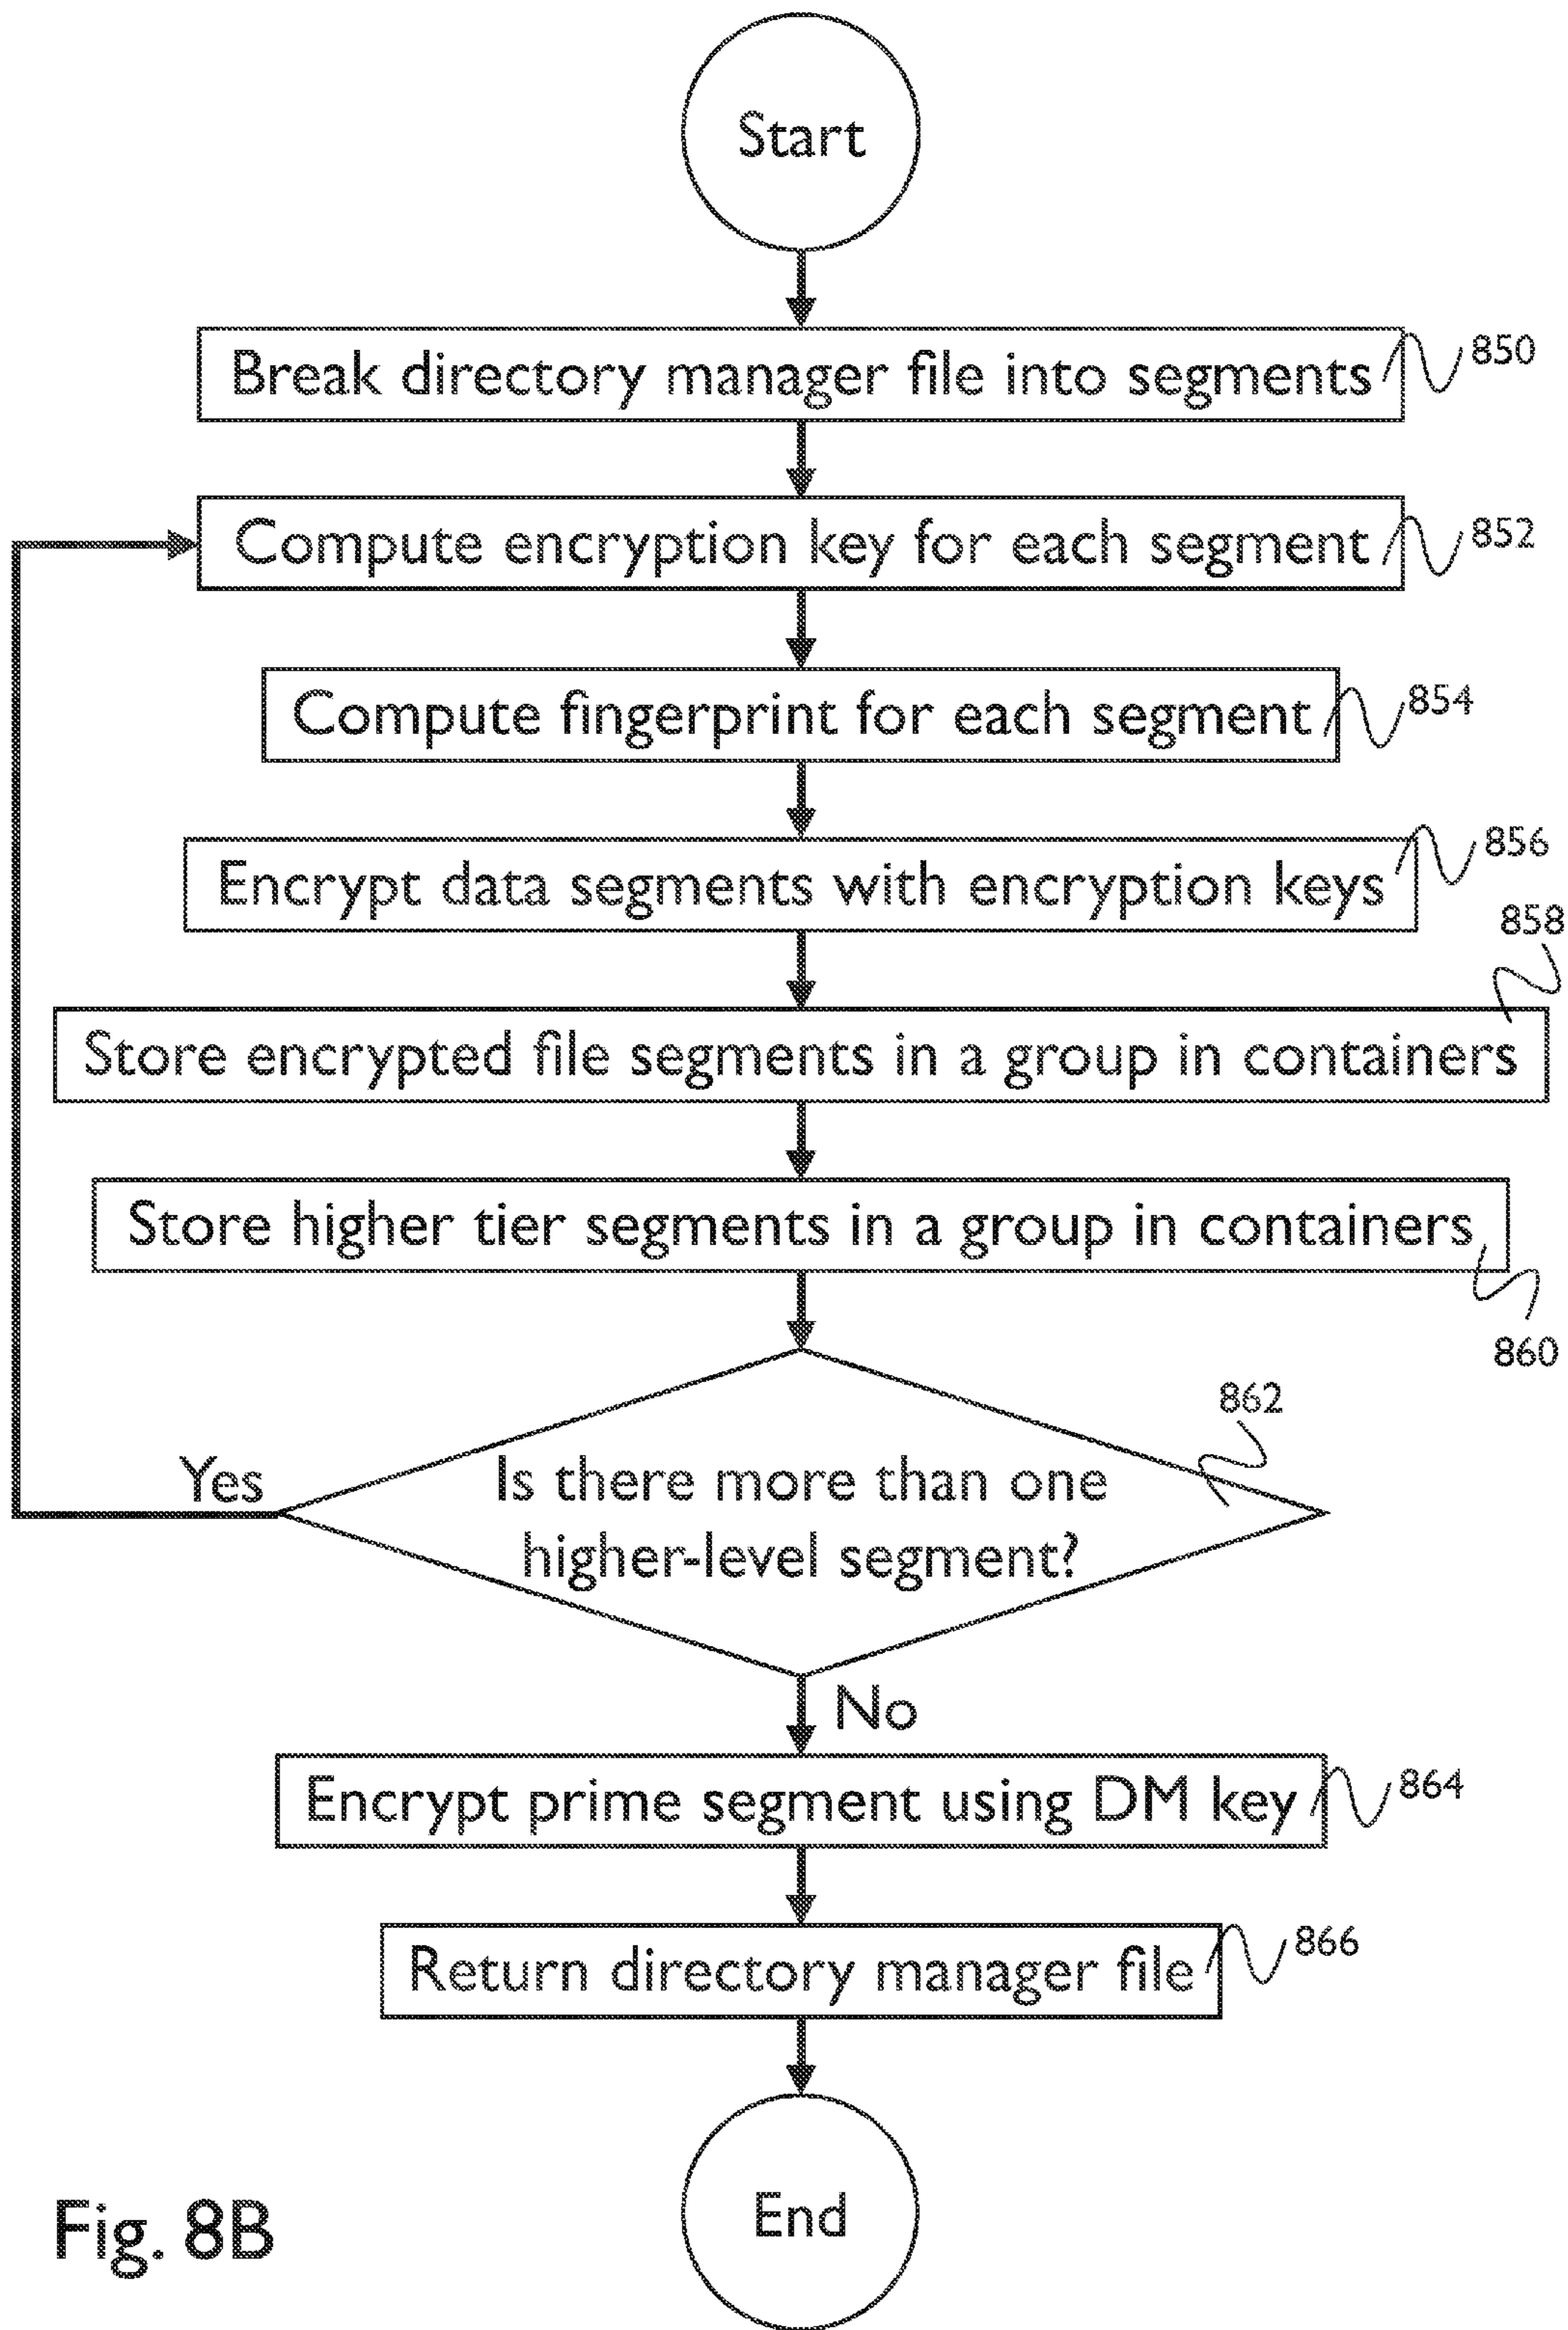 Start
Break directory manager file into segments
850
Compute encryption key for each segment
852
Compute fingerprint for each segment
854
Encrypt data segments with encryption keys
856
858
Store encrypted file segments in a group in containers
Store higher tier segments in a group in containers
860
862
Yes
Is there more than one
higher-level segment?
No
Encrypt prime segment using DM key
864
Return directory manager file
866
End
Fig. 8B